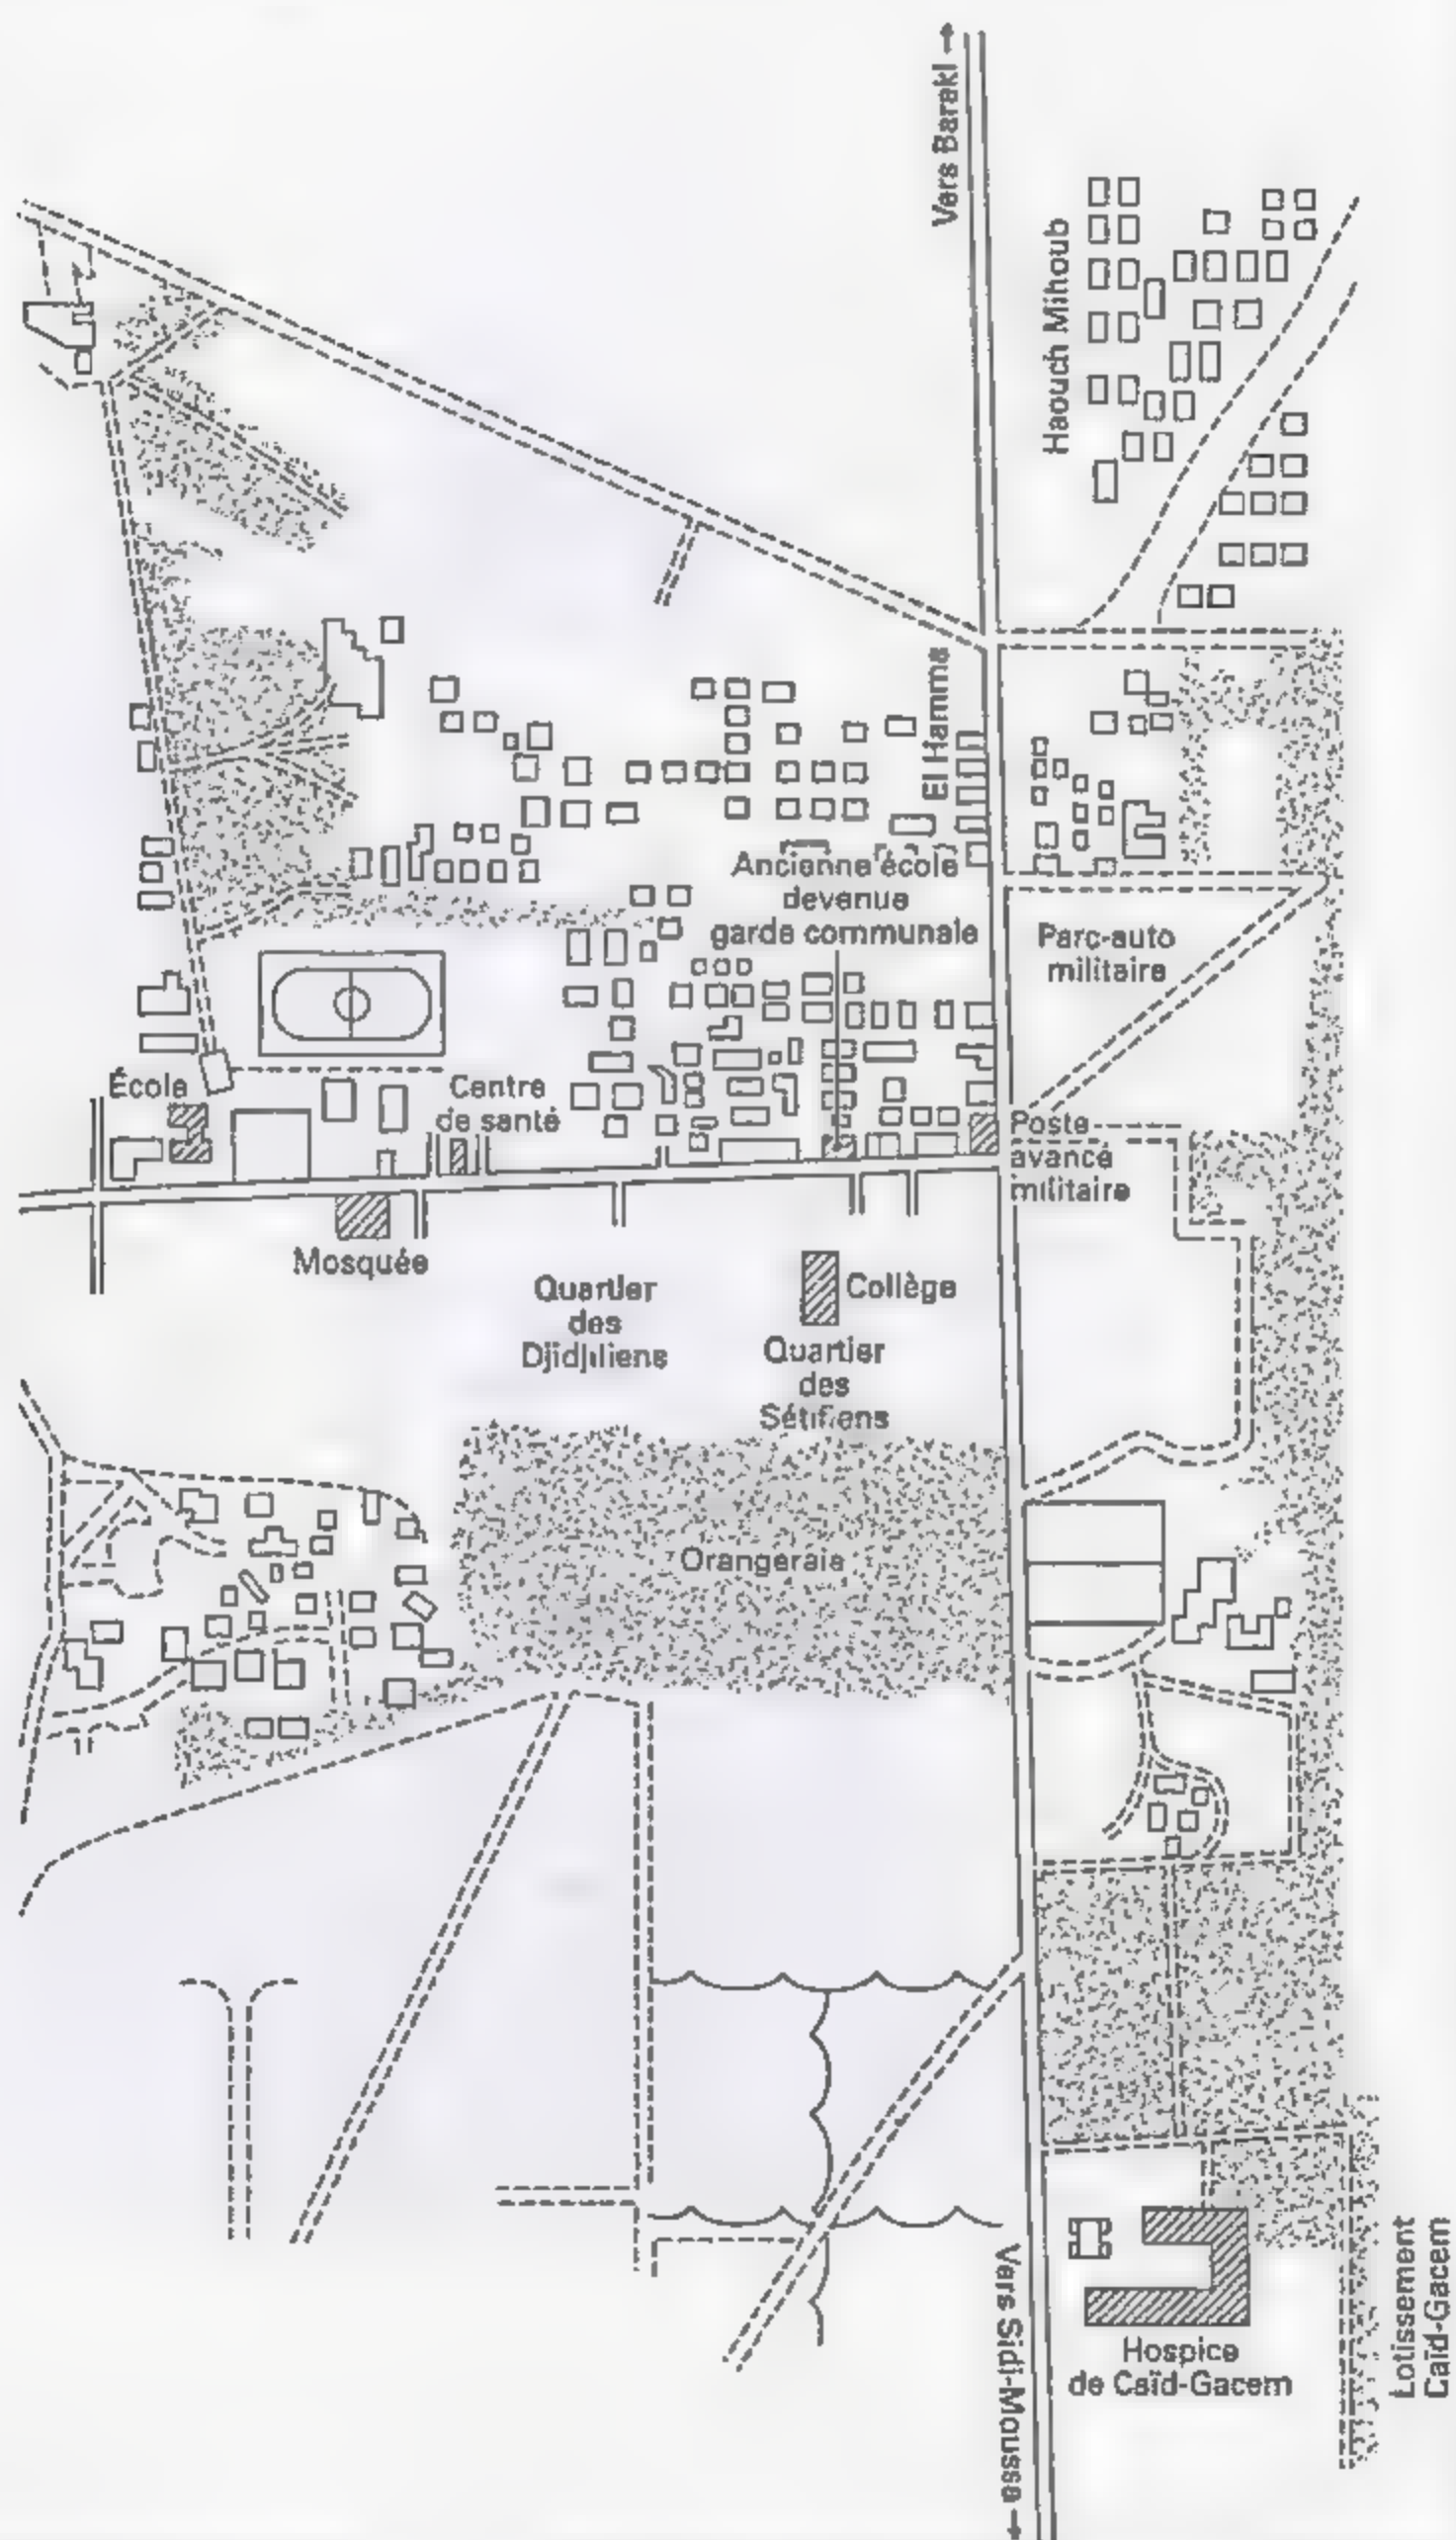 Vers Baraki
Haouch Mihoub
El Hamma
Ancienne école
devenue
garde communale
Parc-auto
militaire
École
Centre
de santé
Poste
avancé
militaire
Mosquée
Quartier
des
Djidjiliens
Collège
Quartier
des
Sétifiens
Orangeraie
Vers Sidi-Moussa
Hospice
de Caïd-Gacem
Lotissement
Caïd-Gacem